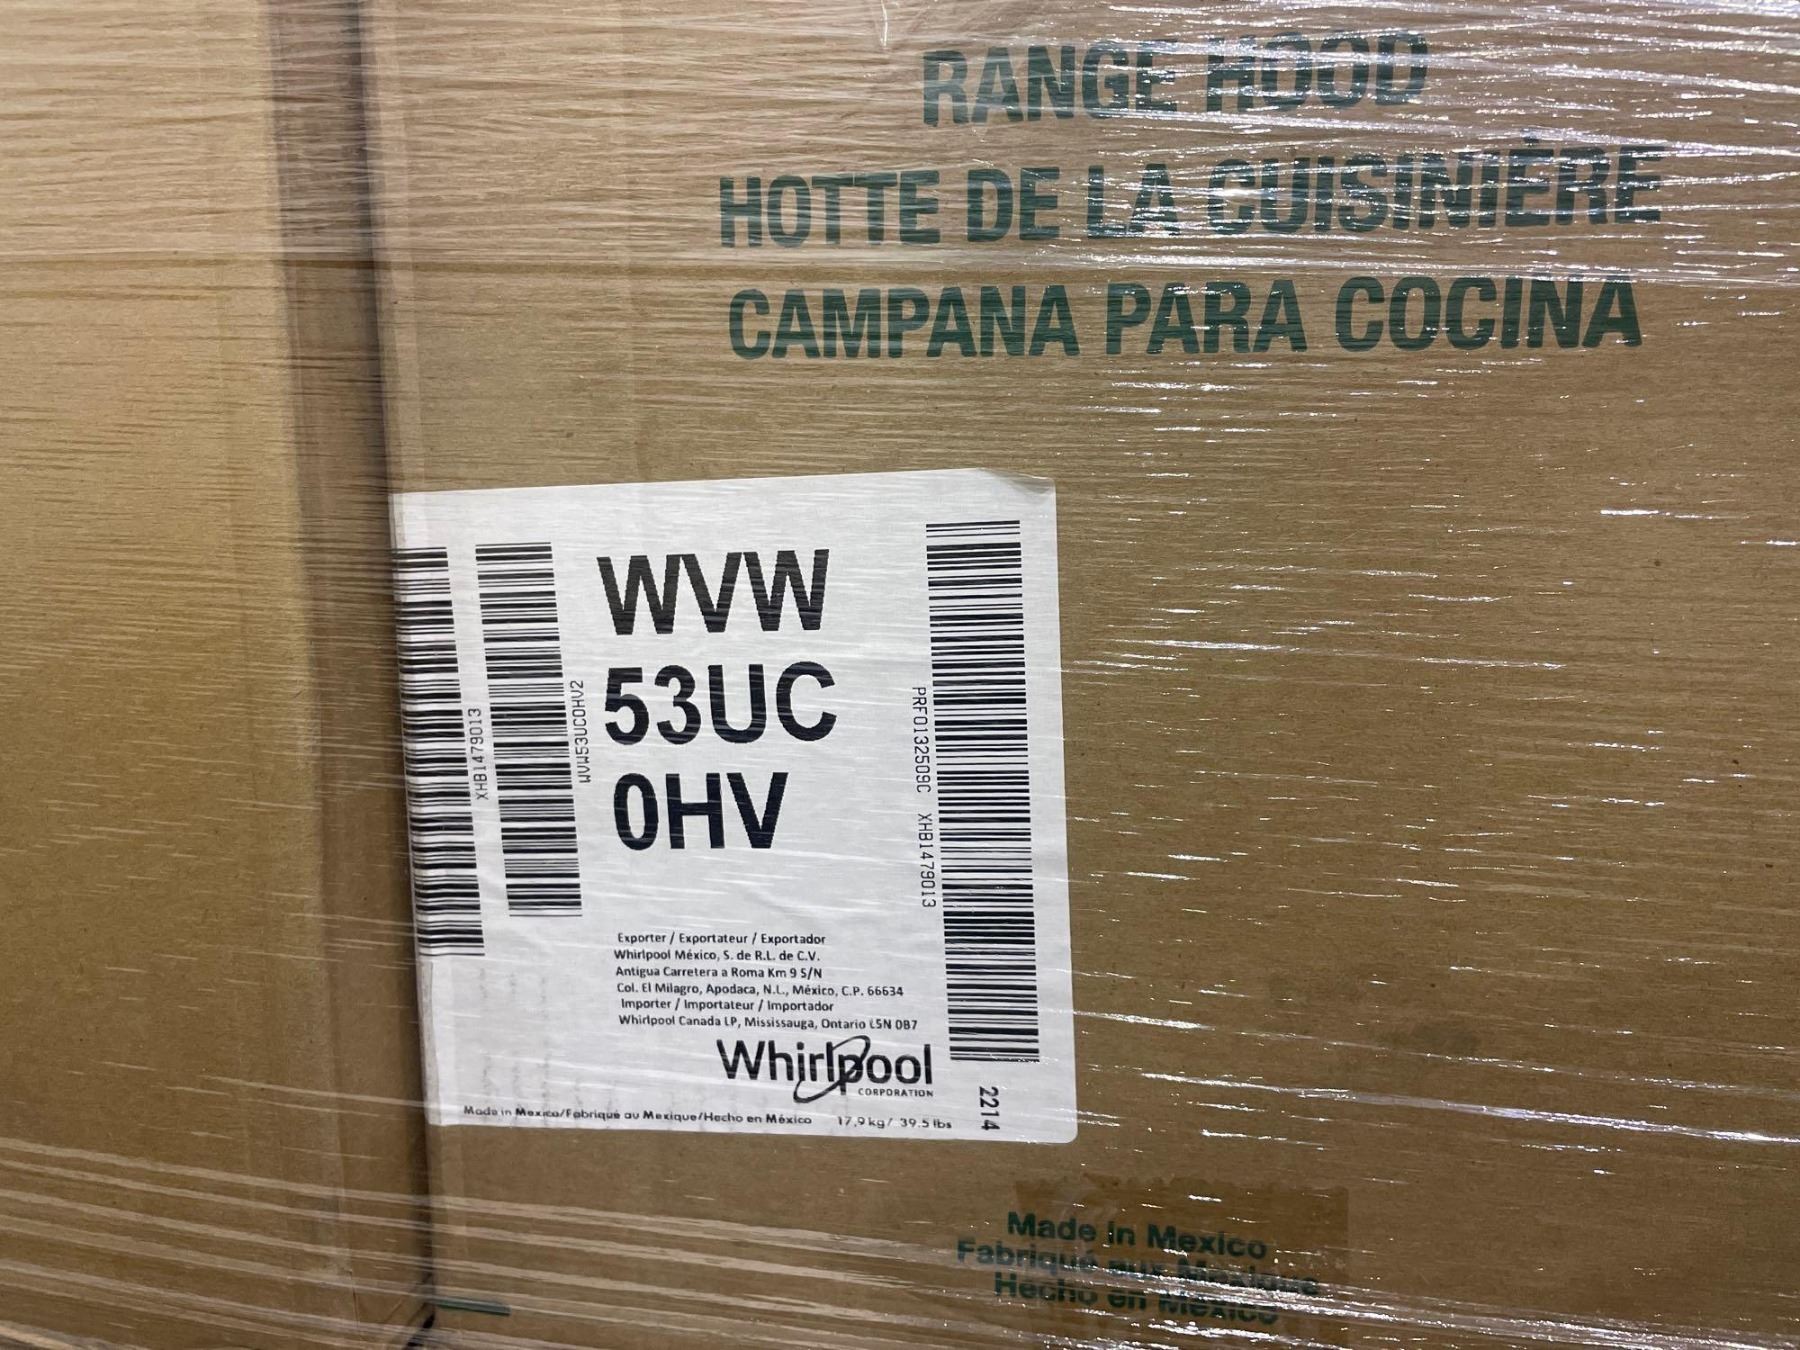 RANGE HOOD
HOTTE DE LA CUISINIÈRE
CAMPANA PARA COCINA
XHB1479013
WVW53UC0HV2
WVW
53UC
0HV
PRF0132509C XHB1479013
Exporter / Exportateur / Exportador
Whirlpool México, S. de R.L. de C.V.
Antigua Carretera a Roma Km 9 S/N
Col. El Milagro, Apodaca, N.L., México, C.P. 66634
Importer / Importateur / Importador
Whirlpool Canada LP, Mississauga, Ontario L5N 0B7
Whirlpool
CORPORATION
Made in Mexico/Fabriqué au Mexique/Hecho en México 17,9 kg/ 39.5 lbs
2214
Made in Mexico
Fabriqué aux Mexique
Hecho en México